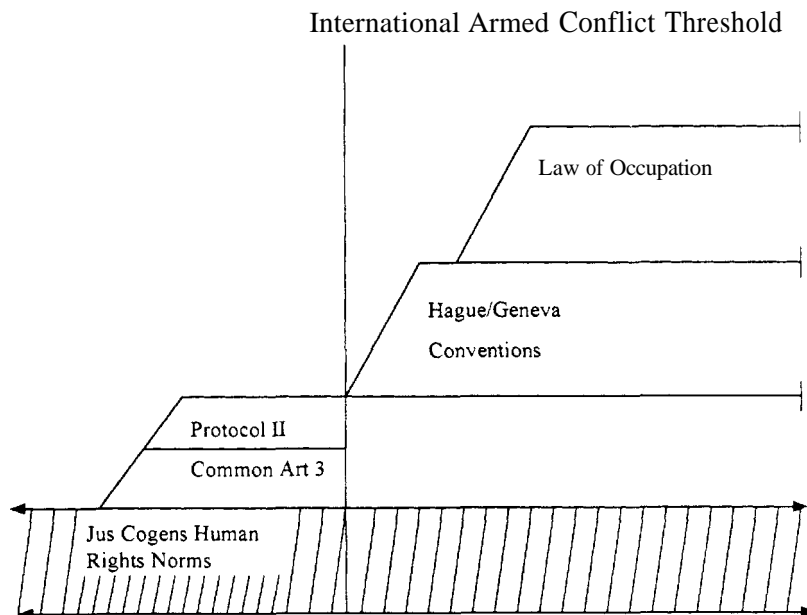 International Armed Conflict Threshold
Law of Occupation
Hague/Geneva
Conventions
Protocol II
Common Art 3
Jus Cogens Human
Rights Norms